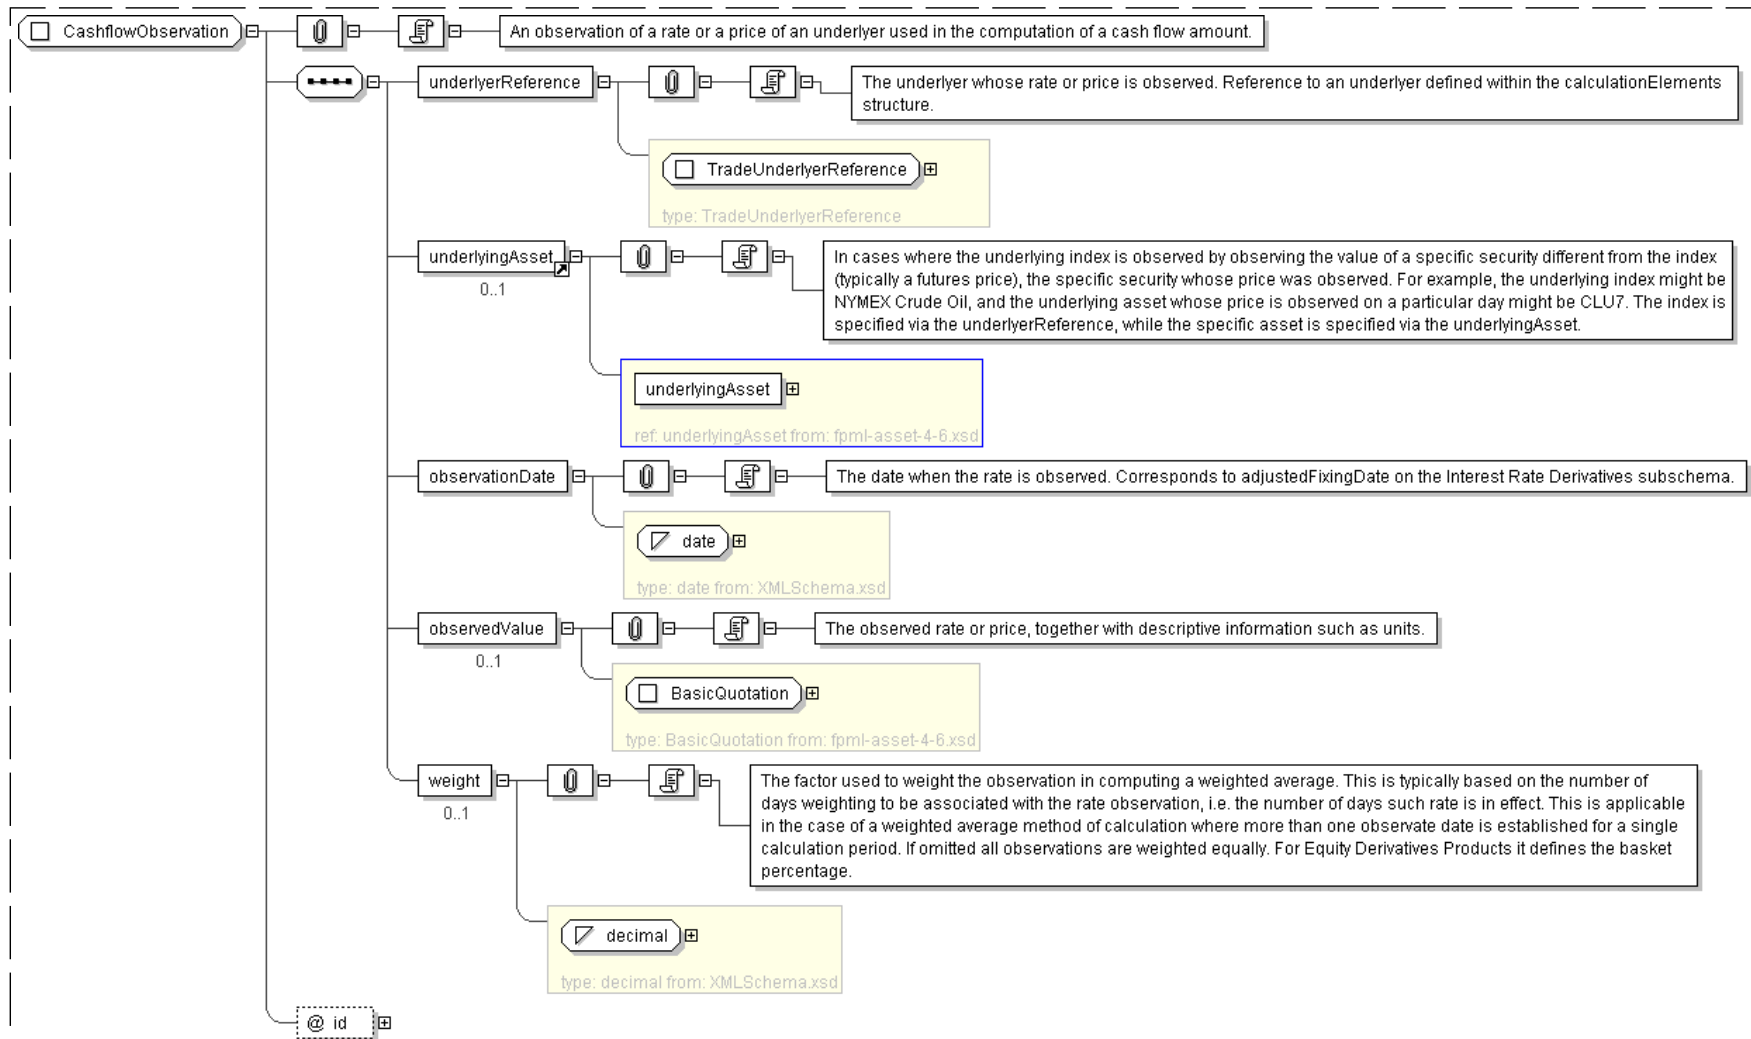 CashflowObservation
An observation of a rate or a price of an underlyer used in the computation of a cash flow amount.
underlyerReference
The underlyer whose rate or price is observed. Reference to an underlyer defined within the calculationElements
structure.
TradeUnderlyerReference
type: TradeUnderlyerReference
underlyingAsset
0..1
In cases where the underlying index is observed by observing the value of a specific security different from the index
(typically a futures price), the specific security whose price was observed. For example, the underlying index might be
NYMEX Crude Oil, and the underlying asset whose price is observed on a particular day might be CLU7. The index is
specified via the underlyerReference, while the specific asset is specified via the underlyingAsset.
underlyingAsset
ref: underlyingAsset from: fpml-asset-4-6.xsd
observationDate
The date when the rate is observed. Corresponds to adjustedFixingDate on the Interest Rate Derivatives subschema.
date
type: date from: XMLSchema.xsd
observedValue
0..1
The observed rate or price, together with descriptive information such as units.
BasicQuotation
type: BasicQuotation from: fpml-asset-4-6.xsd
weight
0..1
The factor used to weight the observation in computing a weighted average. This is typically based on the number of
days weighting to be associated with the rate observation, i.e. the number of days such rate is in effect. This is applicable
in the case of a weighted average method of calculation where more than one observate date is established for a single
calculation period. If omitted all observations are weighted equally. For Equity Derivatives Products it defines the basket
percentage.
decimal
type: decimal from: XMLSchema.xsd
@ id